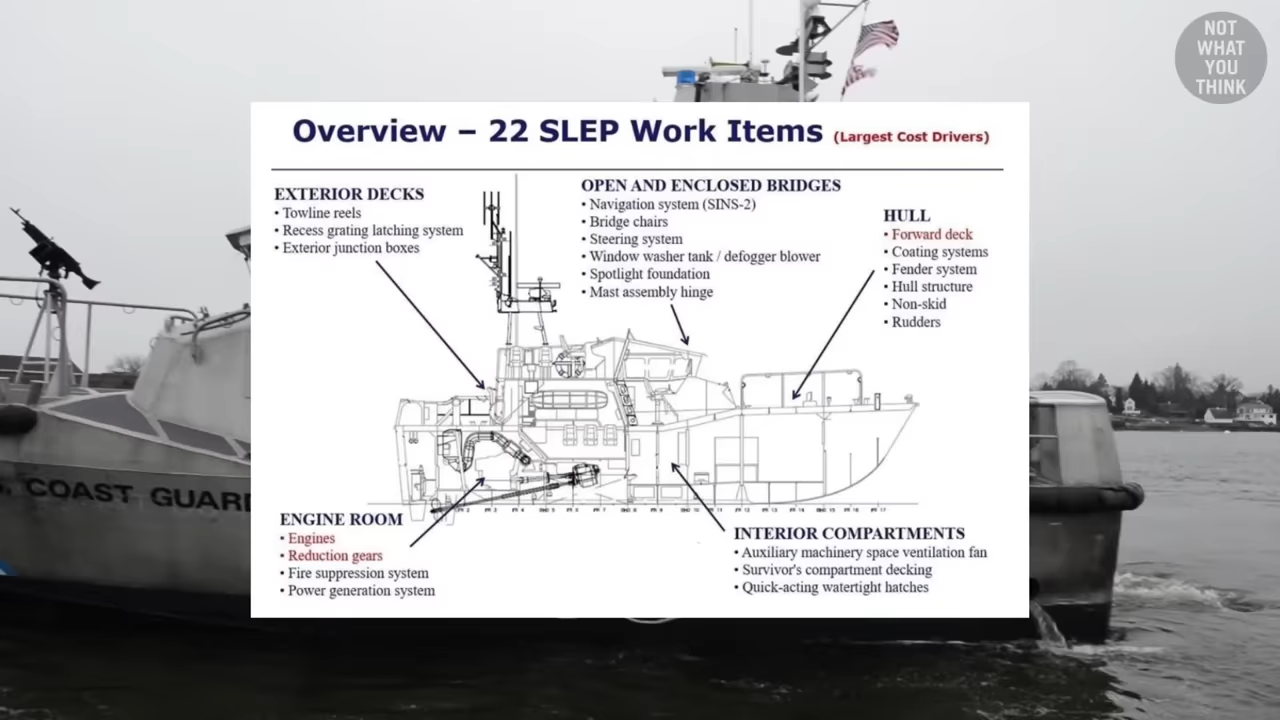 NOT
WHAT
YOU
THINK
Overview – 22 SLEP Work Items (Largest Cost Drivers)
EXTERIOR DECKS
• Towline reels
• Recess grating latching system
• Exterior junction boxes
OPEN AND ENCLOSED BRIDGES
• Navigation system (SINS-2)
• Bridge chairs
• Steering system
• Window washer tank / defogger blower
• Spotlight foundation
• Mast assembly hinge
HULL
• Forward deck
• Coating systems
• Fender system
• Hull structure
• Non-skid
• Rudders
COAST GUARD
ENGINE ROOM
• Engines
• Reduction gears
• Fire suppression system
• Power generation system
INTERIOR COMPARTMENTS
• Auxiliary machinery space ventilation fan
• Survivor's compartment decking
• Quick-acting watertight hatches